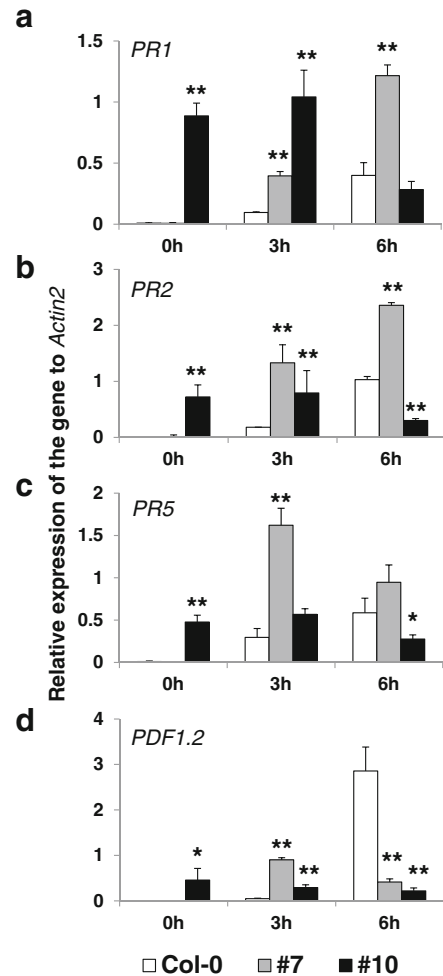 a
PR1
1.5
1
0.5
0
** ** ** **
0h 3h 6h
b
PR2
3
2
1
0
** ** ** ** **
0h 3h 6h
c
PR5
2
1.5
1
0.5
0
** ** *
0h 3h 6h
d
PDF1.2
4
3
2
1
0
* ** ** ** **
0h 3h 6h
Relative expression of the gene to Actin2
Col-0 #7 #10